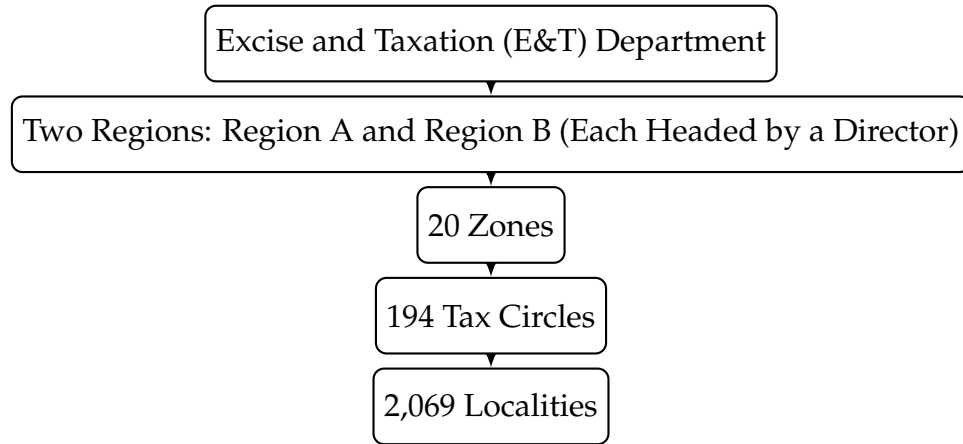 Excise and Taxation (E&T) Department
Two Regions: Region A and Region B (Each Headed by a Director)
20 Zones
194 Tax Circles
2,069 Localities